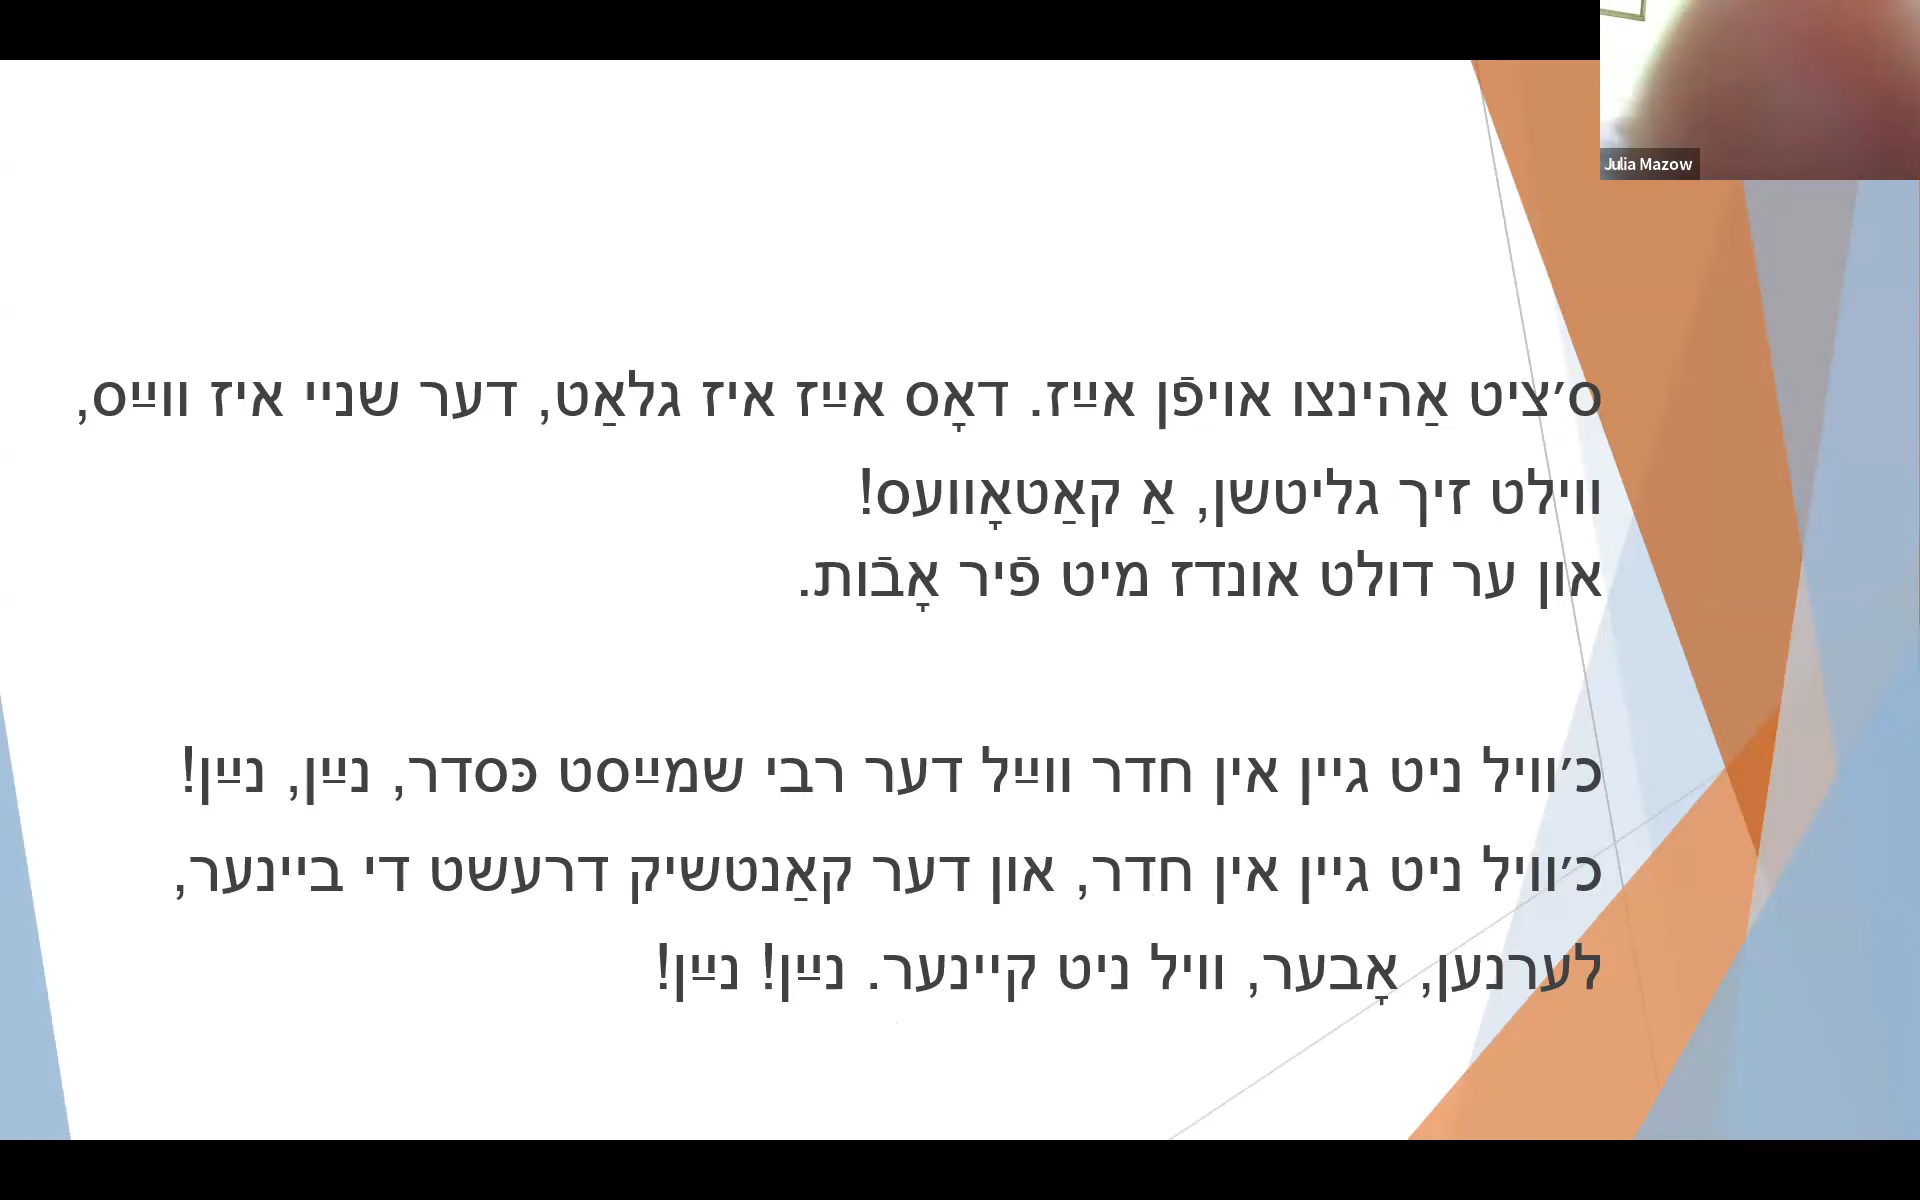 Julia Mazow
ס׳ציט אַהינצו אויפֿן אײַז. דאָס אײַז איז גלאַט, דער שניי איז ווײַס,
ווילט זיך גליטשן, אַ קאַטאָוועס!
און ער דולט אונדז מיט פֿיר אָבֿות.
כ׳וויל ניט גיין אין חדר ווײַל דער רבי שמײַסט כּסדר, נײַן, נײַן!
כ׳וויל ניט גיין אין חדר, און דער קאַנטשיק דרעשט די ביינער,
לערנען, אָבער, וויל ניט קיינער. נײַן! נײַן!